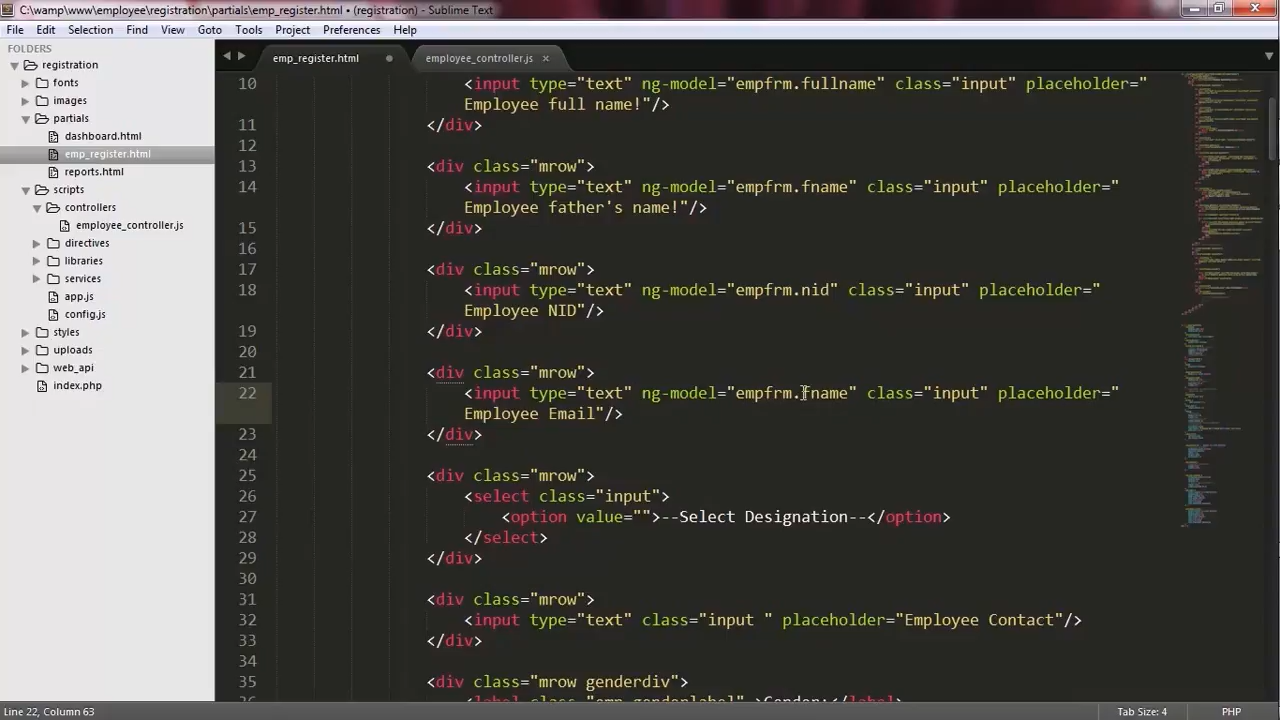 C:\wamp\www\employee\registration\partials\emp_register.html • (registration) - Sublime Text
File Edit Selection Find View Goto Tools Project Preferences Help
FOLDERS
registration
fonts
images
partials
dashboard.html
emp_register.html
reports.html
scripts
controllers
employee_controller.js
directives
libraries
services
app.js
config.js
styles
uploads
web_api
index.php
emp_register.html employee_controller.js ×
10 <input type="text" ng-model="empfrm.fullname" class="input" placeholder="
Employee full name!"/>
11 </div>
12
13 <div class="mrow">
14 <input type="text" ng-model="empfrm.fname" class="input" placeholder="
Employee father's name!"/>
15 </div>
16
17 <div class="mrow">
18 <input type="text" ng-model="empfrm.nid" class="input" placeholder="
Employee NID"/>
19 </div>
20
21 <div class="mrow">
22 <input type="text" ng-model="empfrm.fname" class="input" placeholder="
Employee Email"/>
23 </div>
24
25 <div class="mrow">
26 <select class="input">
27 <option value="">--Select Designation--</option>
28 </select>
29 </div>
30
31 <div class="mrow">
32 <input type="text" class="input " placeholder="Employee Contact"/>
33 </div>
34
35 <div class="mrow genderdiv">
Line 22, Column 63 Tab Size: 4 PHP